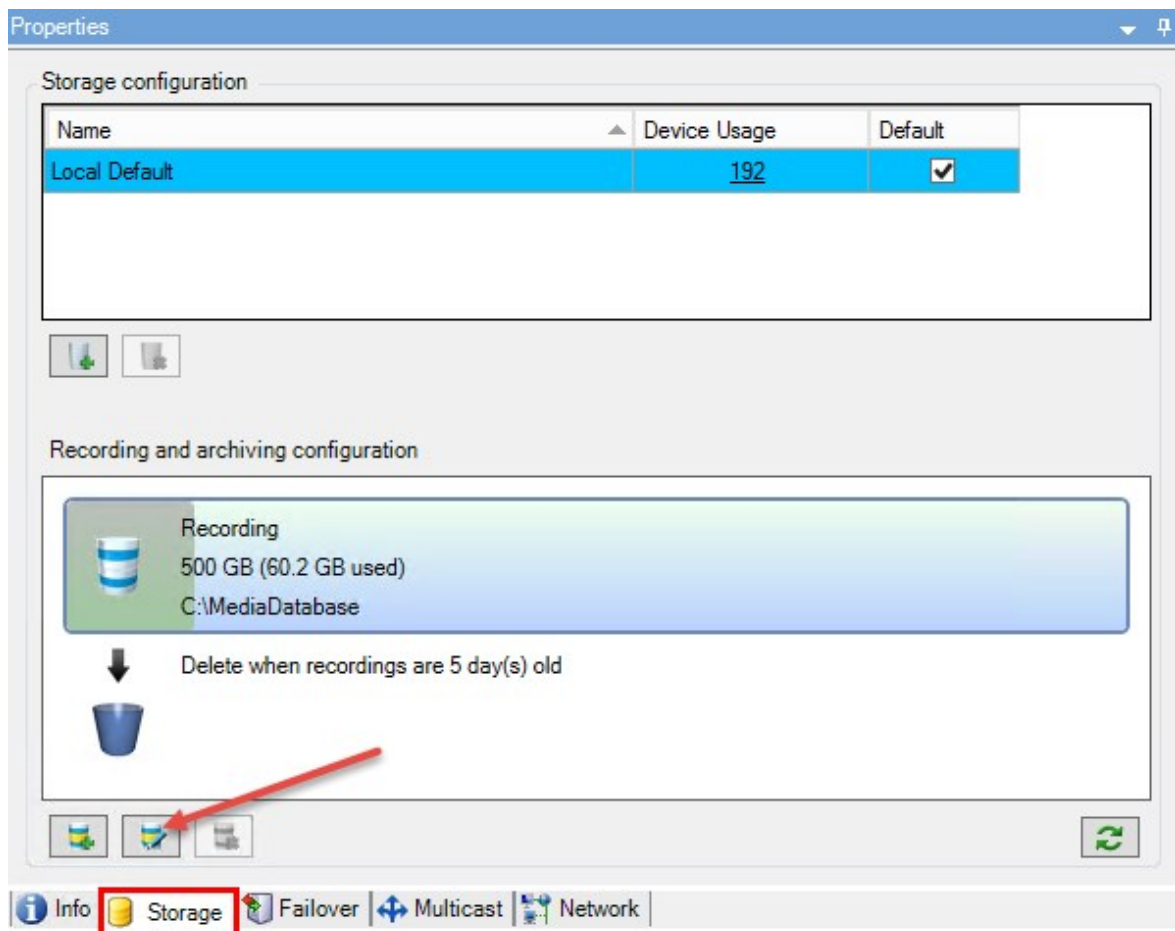 Properties
Storage configuration
Name Device Usage Default
Local Default 192
Recording and archiving configuration
Recording
500 GB (60.2 GB used)
C:\MediaDatabase
Delete when recordings are 5 day(s) old
Info Storage Failover Multicast Network